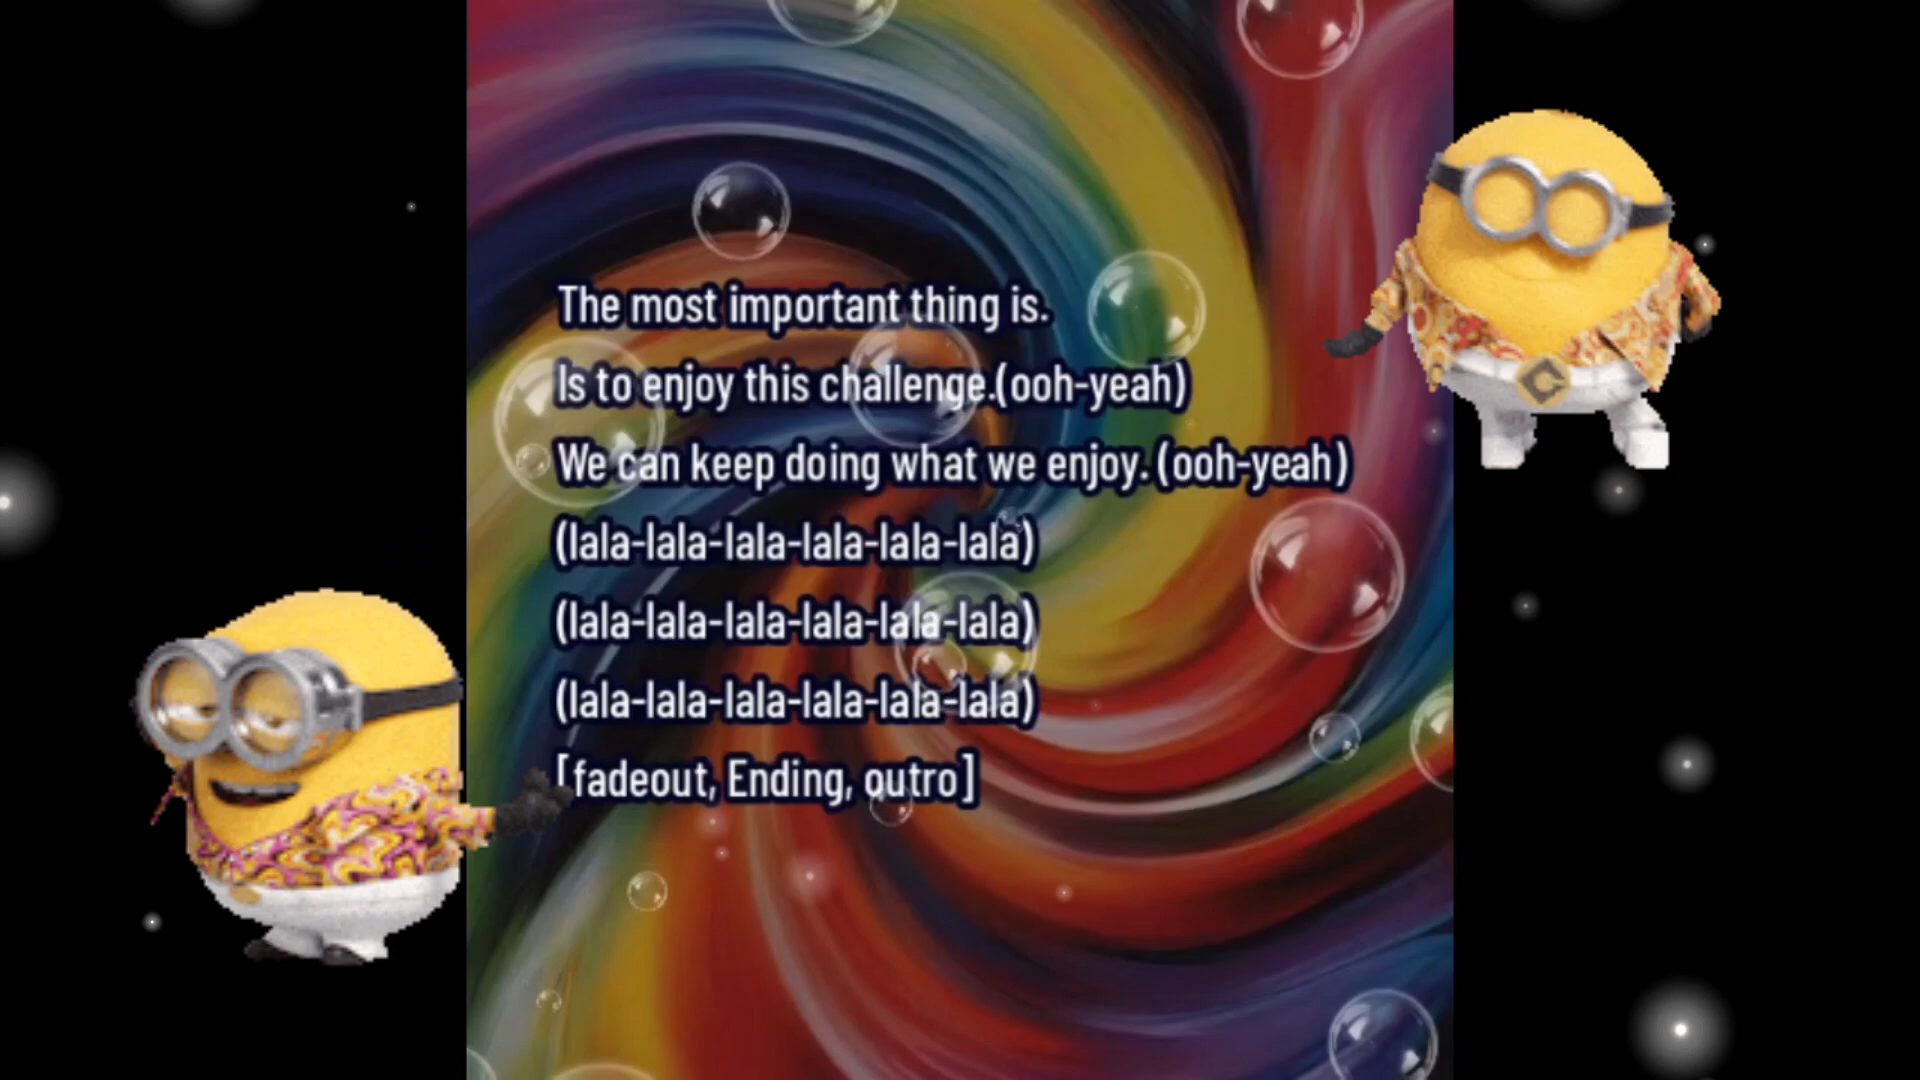 The most important thing is.
Is to enjoy this challenge.(ooh-yeah)
We can keep doing what we enjoy. (ooh-yeah)
(lala-lala-lala-lala-lala-lala)
(lala-lala-lala-lala-lala-lala)
(lala-lala-lala-lala-lala-lala)
[fadeout, Ending, outro]